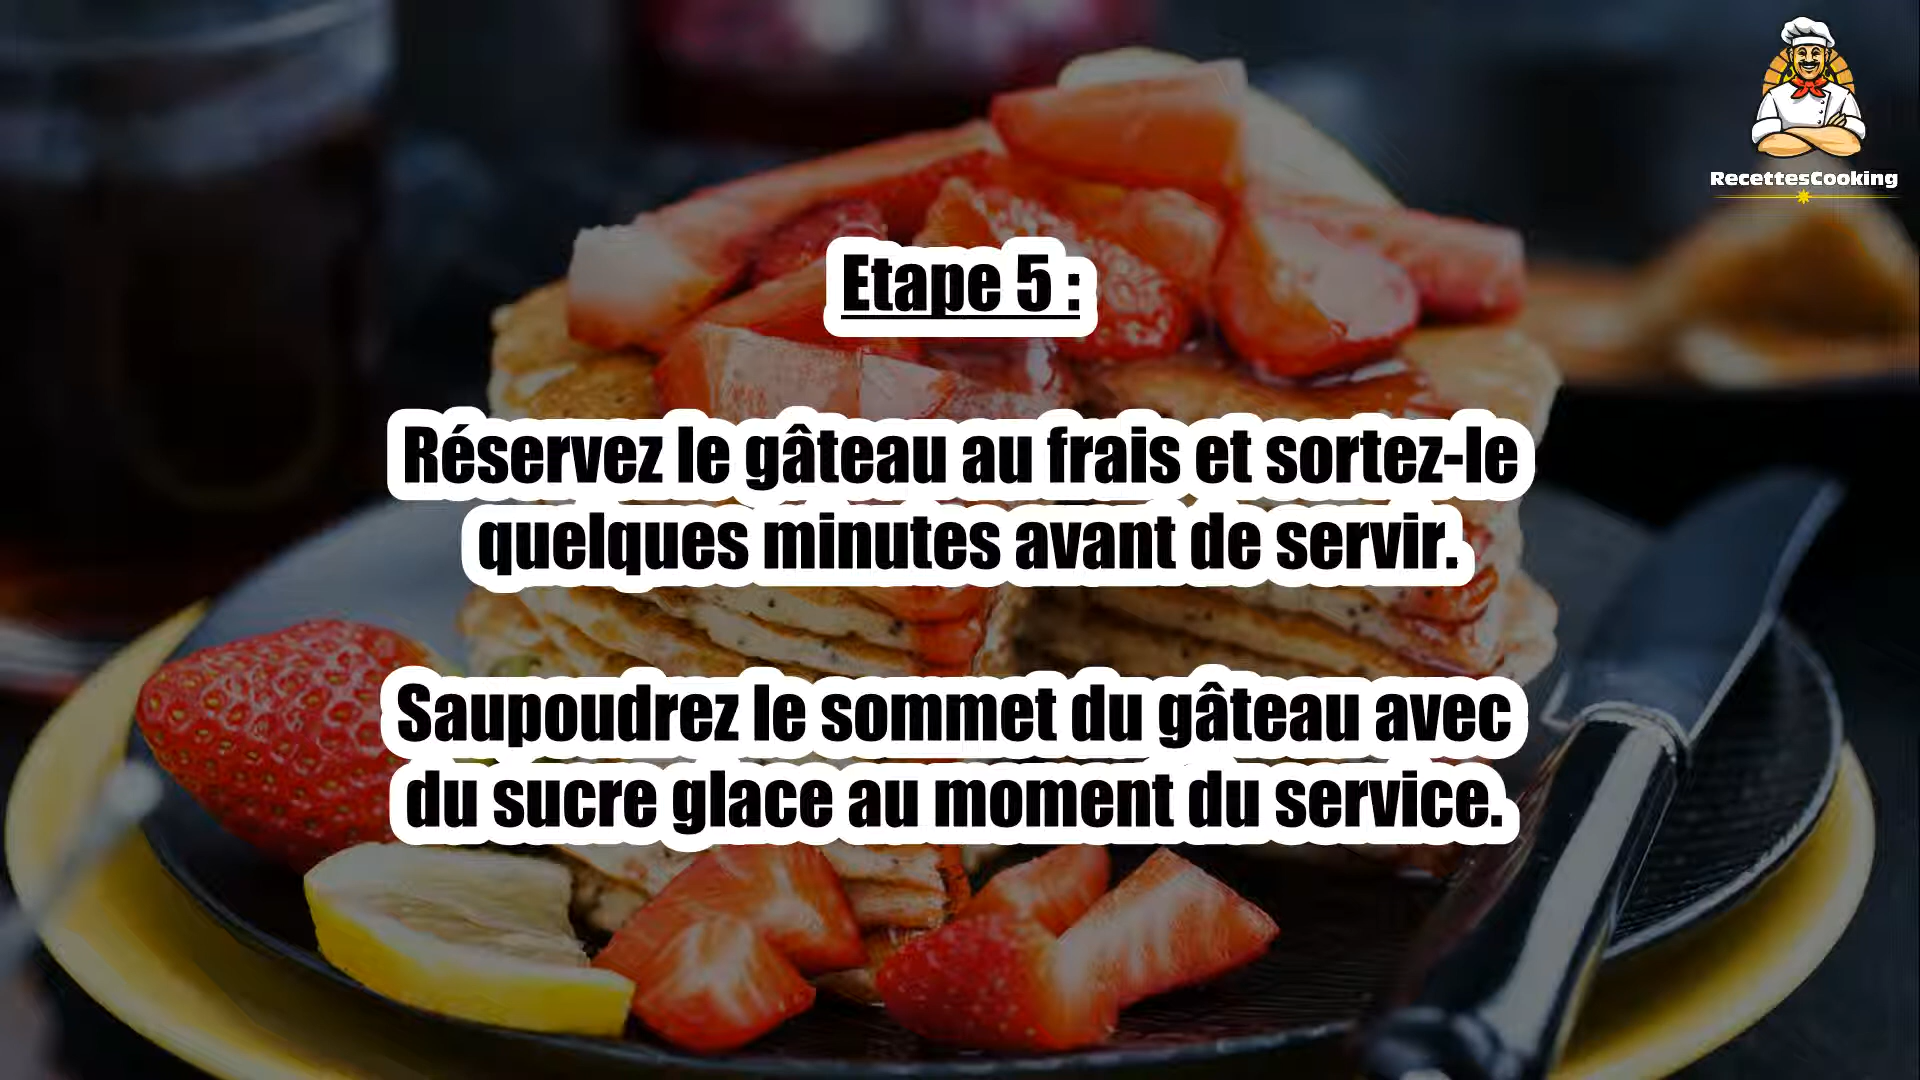 RecettesCooking
Etape 5 :
Réservez le gâteau au frais et sortez-le
quelques minutes avant de servir.
Saupoudrez le sommet du gâteau avec
du sucre glace au moment du service.